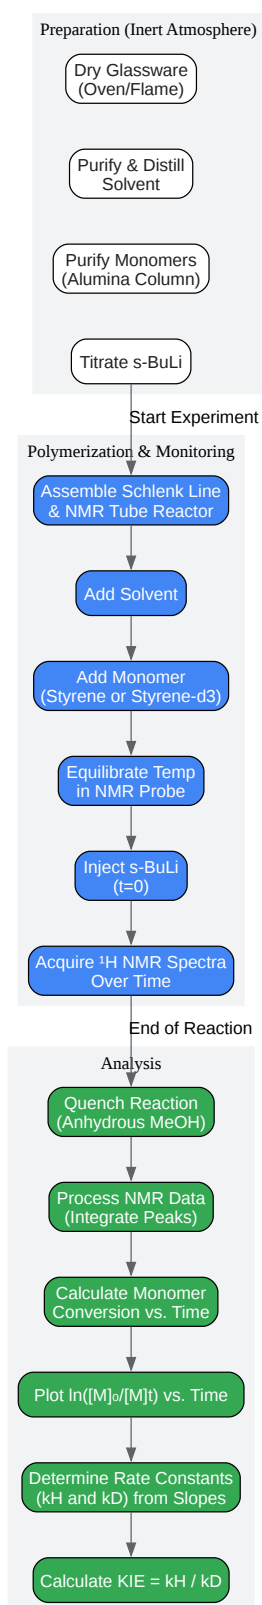 Preparation (Inert Atmosphere)
Dry Glassware
(Oven/Flame)
Purify & Distill
Solvent
Purify Monomers
(Alumina Column)
Titrate s-BuLi
Start Experiment
Polymerization & Monitoring
Assemble Schlenk Line
& NMR Tube Reactor
Add Solvent
Add Monomer
(Styrene or Styrene-d3)
Equilibrate Temp
in NMR Probe
Inject s-BuLi
(t=0)
Acquire ¹H NMR Spectra
Over Time
End of Reaction
Analysis
Quench Reaction
(Anhydrous MeOH)
Process NMR Data
(Integrate Peaks)
Calculate Monomer
Conversion vs. Time
Plot ln([M]₀/[M]t) vs. Time
Determine Rate Constants
(kH and kD) from Slopes
Calculate KIE = kH / kD